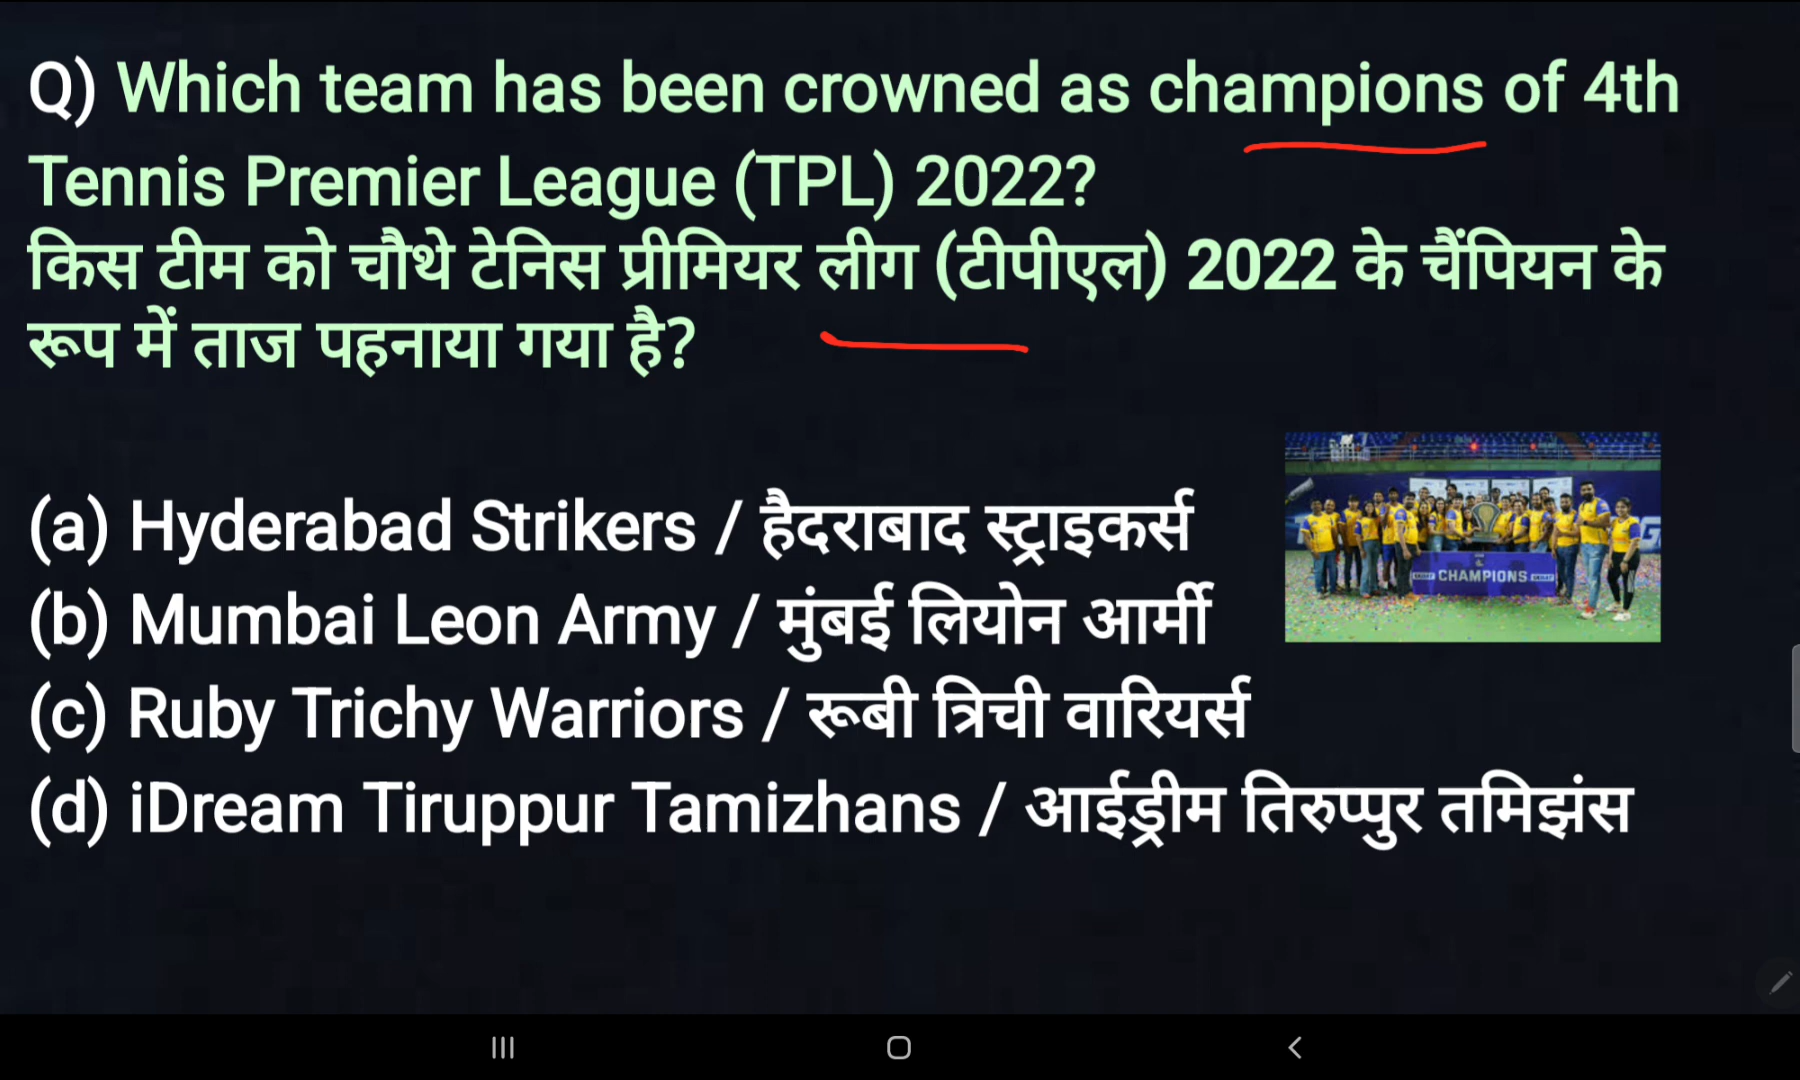 Q) Which team has been crowned as champions of 4th
Tennis Premier League (TPL) 2022?
किस टीम को चौथे टेनिस प्रीमियर लीग (टीपीएल) 2022 के चैंपियन के
रूप में ताज पहनाया गया है?
(a) Hyderabad Strikers / हैदराबाद स्ट्राइकर्स
(b) Mumbai Leon Army / मुंबई लियोन आर्मी
(c) Ruby Trichy Warriors / रूबी त्रिची वारियर्स
(d) iDream Tiruppur Tamizhans / आईड्रीम तिरुप्पुर तमिझंस
CHAMPIONS